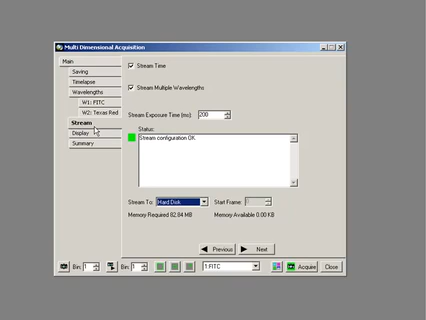 Multi Dimensional Acquisition
Main
Saving
Timelapse
Wavelengths
W1: FITC
W2: Texas Red
Stream
Display
Summary
Stream Time
Stream Multiple Wavelengths
Stream Exposure Time (ms): 200
Status:
Stream configuration OK
Stream To: Hard Disk Start Frame:
Memory Required 82.84 MB Memory Available 0.00 KB
Previous Next
Bin: 1 Bin: 1 1:FITC Acquire Close